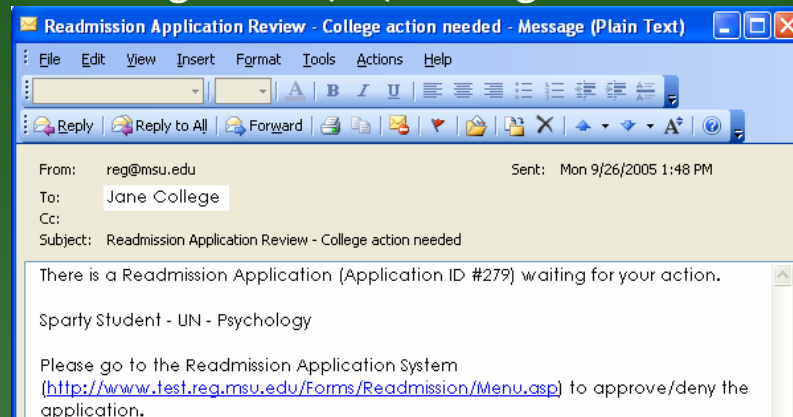 Readmission Application Review - College action needed - Message (Plain Text)
File Edit View Insert Format Tools Actions Help
A B I U
Reply Reply to All Forward
From: reg@msu.edu Sent: Mon 9/26/2005 1:48 PM
To: Jane College
Cc:
Subject: Readmission Application Review - College action needed
There is a Readmission Application (Application ID #279) waiting for your action.
Sparty Student - UN - Psychology
Please go to the Readmission Application System
(http://www.test.reg.msu.edu/Forms/Readmission/Menu.asp) to approve/deny the
application.